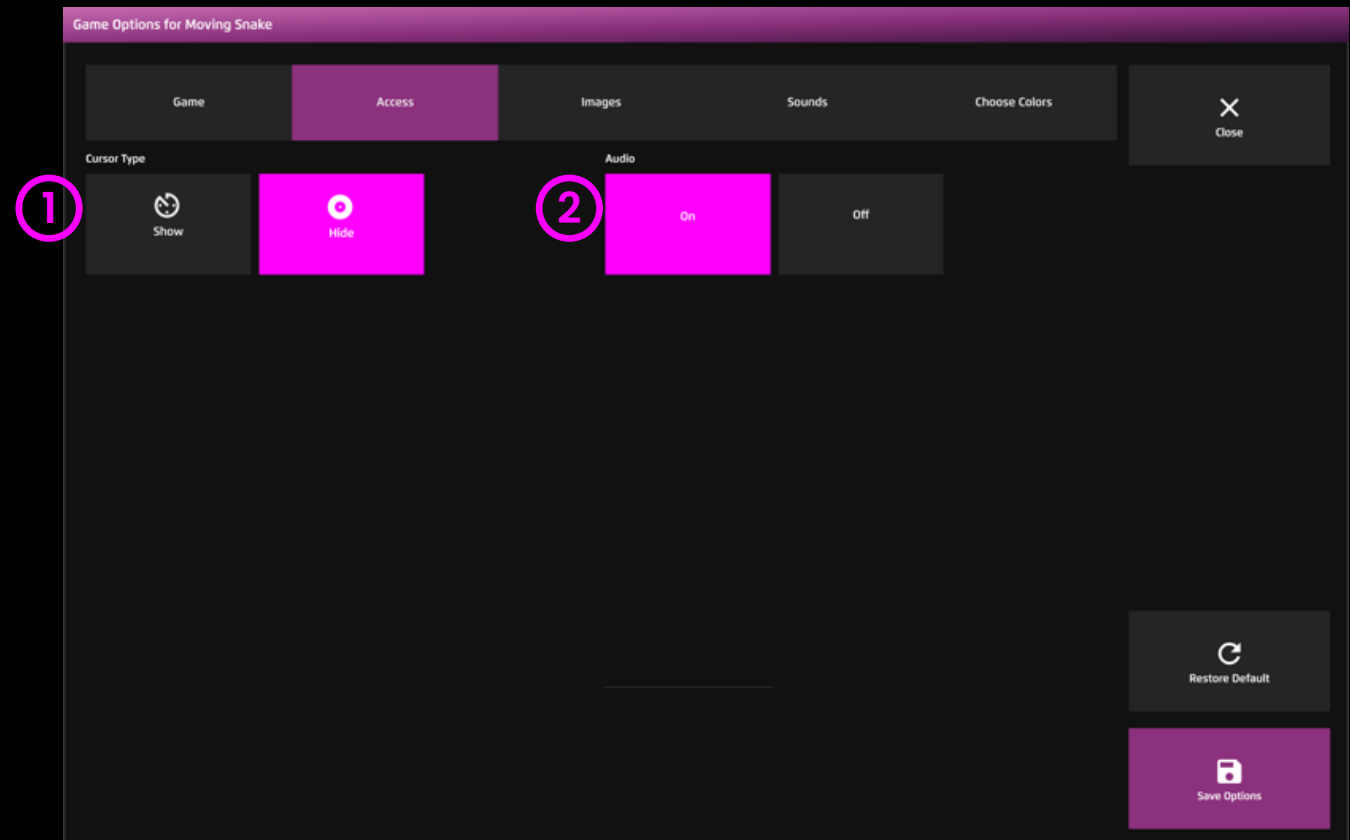 Game Options for Moving Snake
Game Access Images Sounds Choose Colors
Close
Cursor Type Audio
1 Show Hide 2 On Off
Restore Default
Save Options